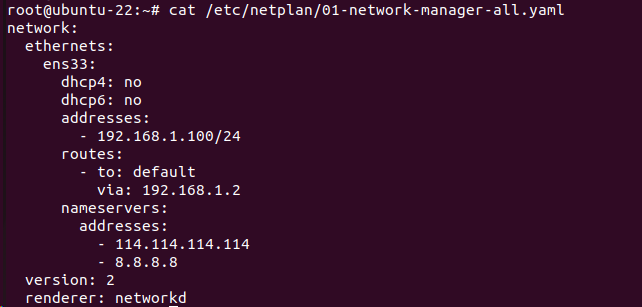 root@ubuntu-22:~# cat /etc/netplan/01-network-manager-all.yaml
network:
  ethernets:
    ens33:
      dhcp4: no
      dhcp6: no
      addresses:
        - 192.168.1.100/24
      routes:
        - to: default
          via: 192.168.1.2
      nameservers:
        addresses:
          - 114.114.114.114
          - 8.8.8.8
  version: 2
  renderer: networkd